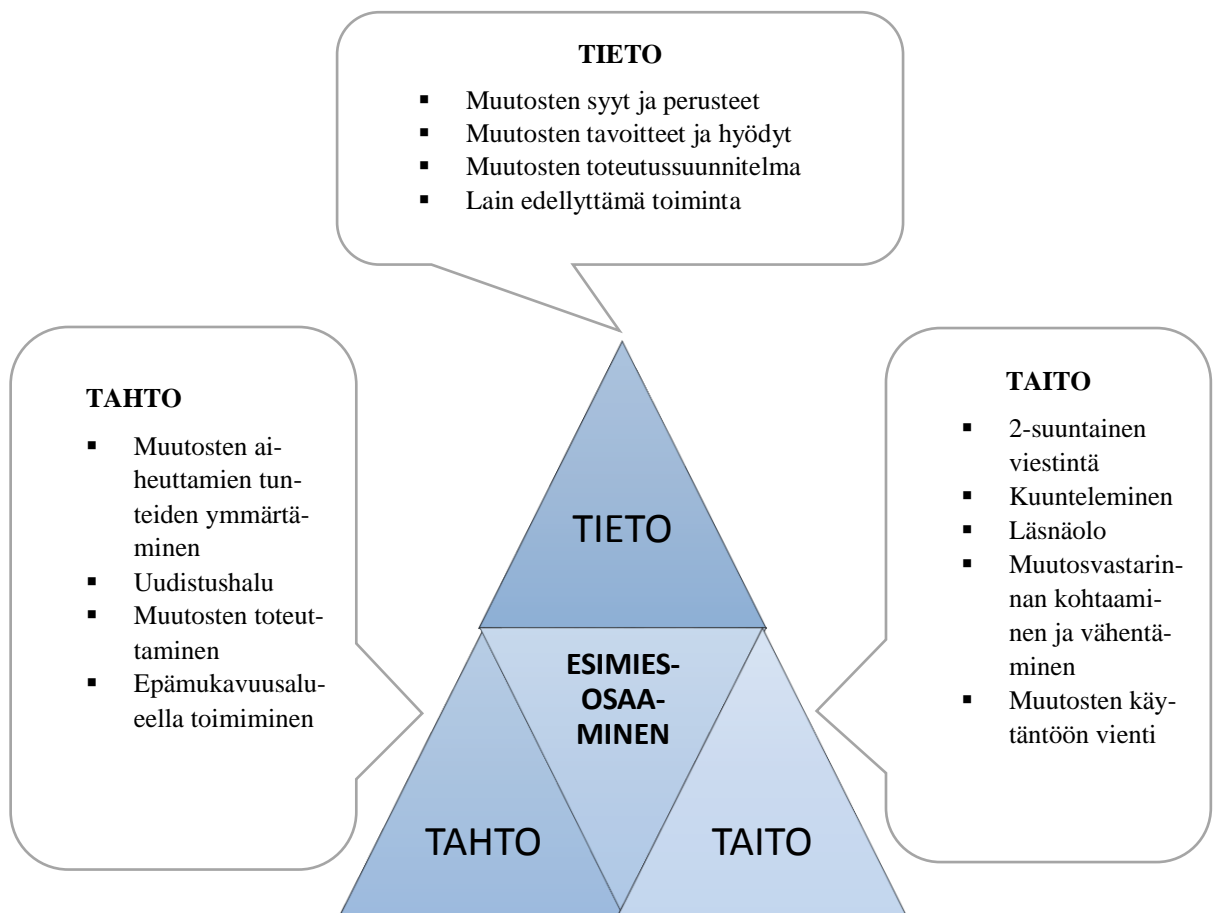 TIETO
▪ Muutosten syyt ja perusteet
▪ Muutosten tavoitteet ja hyödyt
▪ Muutosten toteutussuunnitelma
▪ Lain edellyttämä toiminta
TAHTO
▪ Muutosten ai-
heuttamien tun-
teiden ymmärtä-
minen
▪ Uudistushalu
▪ Muutosten toteut-
taminen
▪ Epämukavuusalu-
eella toimiminen
TAITO
▪ 2-suuntainen
viestintä
▪ Kuunteleminen
▪ Läsnäolo
▪ Muutosvastarin-
nan kohtaami-
nen ja vähentä-
minen
▪ Muutosten käy-
täntöön vienti
TIETO
ESIMIES-
OSAA-
MINEN
TAHTO
TAITO